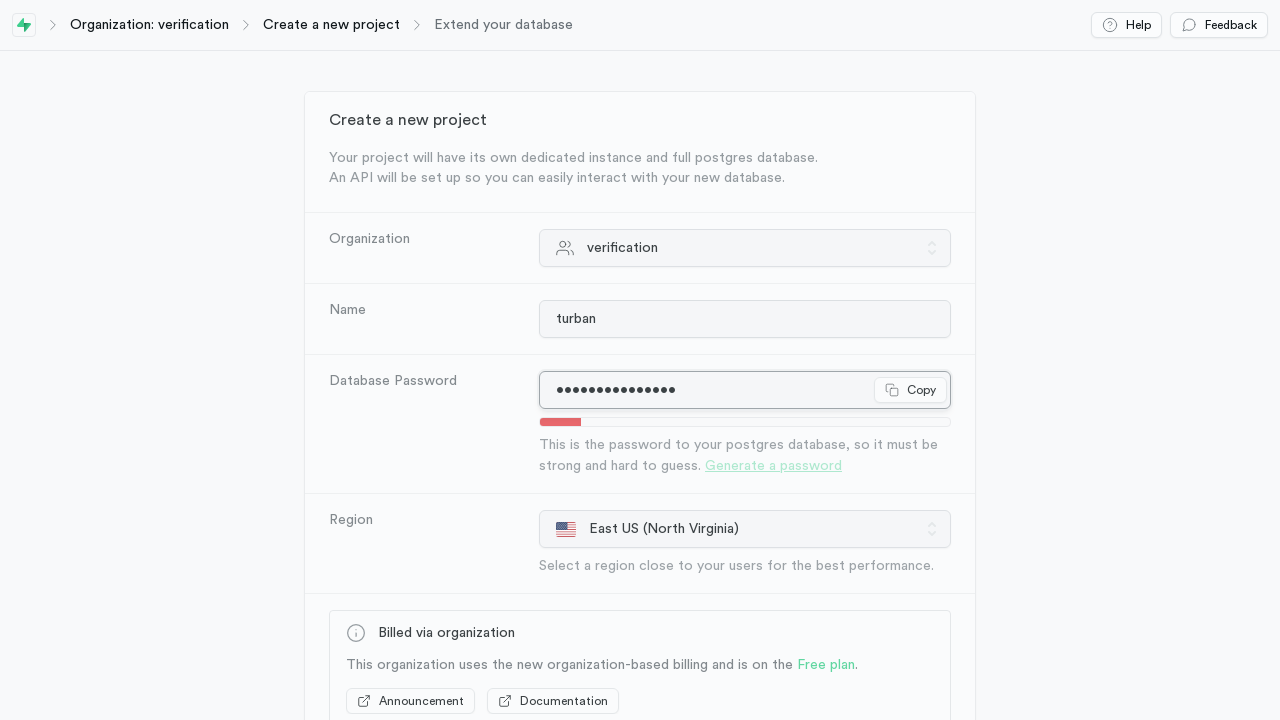 Organization: verification
Create a new project
Extend your database
Help
Feedback
Create a new project
Your project will have its own dedicated instance and full postgres database.
An API will be set up so you can easily interact with your new database.
Organization
verification
Name
turban
Database Password
•••••••••••••••
Copy
This is the password to your postgres database, so it must be
strong and hard to guess. Generate a password
Region
East US (North Virginia)
Select a region close to your users for the best performance.
Billed via organization
This organization uses the new organization-based billing and is on the Free plan.
Announcement
Documentation